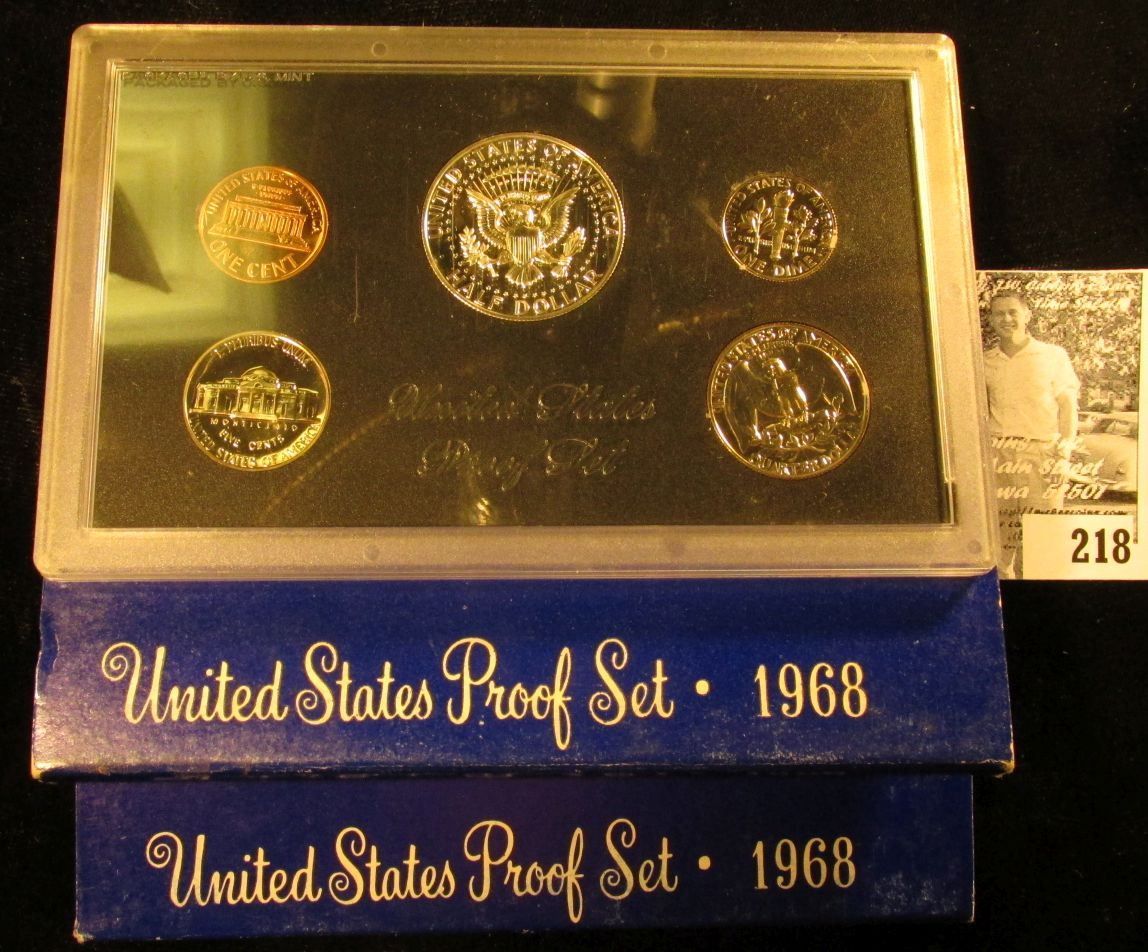 PACKAGED BY U.S. MINT
UNITED STATES OF AMERICA
ONE CENT
UNITED STATES OF AMERICA
HALF DOLLAR
STATES OF AMERICA
ONE DIME
E PLURIBUS UNUM
MONTICELLO
FIVE CENTS
UNITED STATES OF AMERICA
UNITED STATES OF AMERICA
QUARTER DOLLAR
United States
Proof Set
Street
52501
218
United States Proof Set · 1968
United States Proof Set · 1968